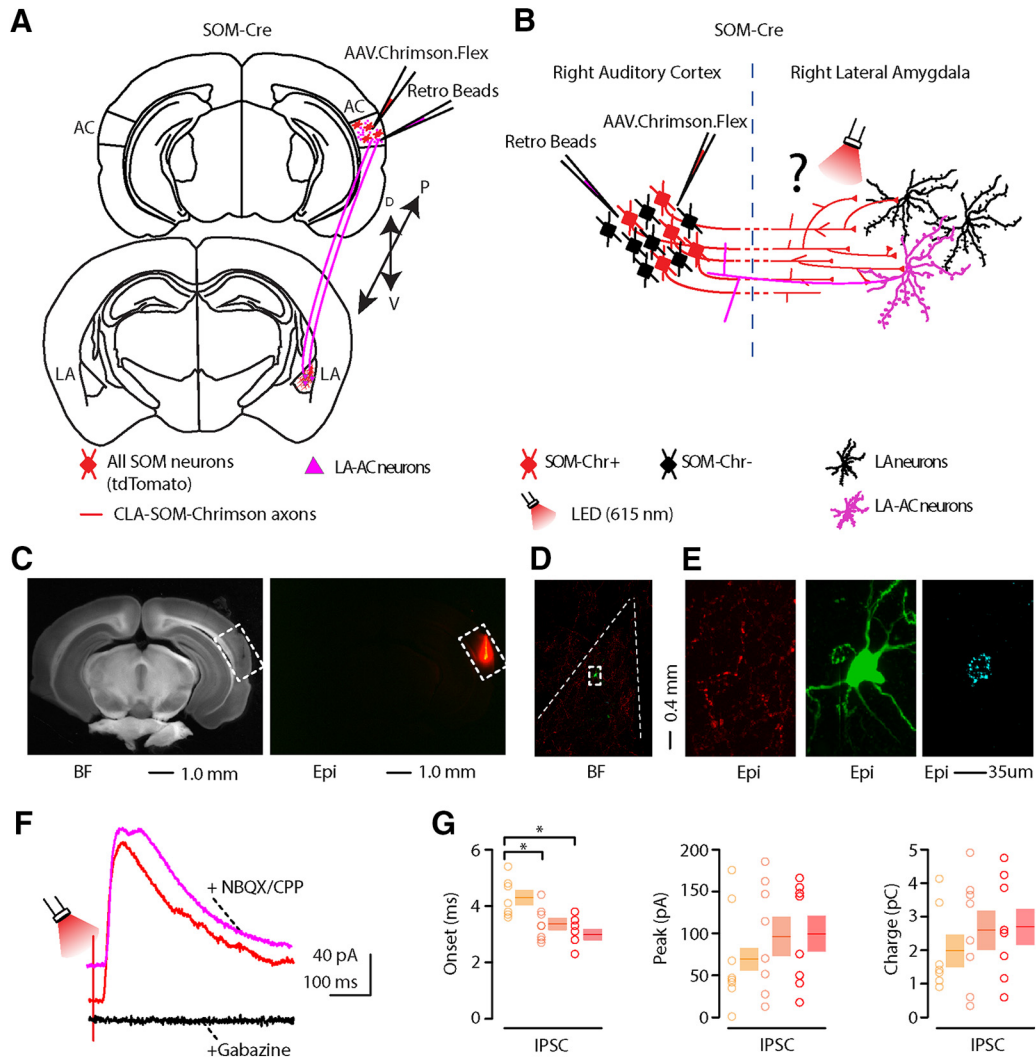 A
SOM-Cre
AAV.Chrimson.Flex
Retro Beads
AC
AC
P
D
V
LA
LA
All SOM neurons
(tdTomato)
LA-AC neurons
CLA-SOM-Chrimson axons
B
SOM-Cre
Right Auditory Cortex
Right Lateral Amygdala
AAV.Chrimson.Flex
Retro Beads
?
SOM-Chr+
SOM-Chr-
LA neurons
LED (615 nm)
LA-AC neurons
C
BF
1.0 mm
Epi
1.0 mm
D
BF
0.4 mm
E
Epi
Epi
Epi
35um
F
+ NBQX/CPP
40 pA
100 ms
+Gabazine
G
*
*
Onset (ms)
6
4
2
0
IPSC
Peak (pA)
200
150
100
50
0
IPSC
Charge (pC)
5
4
3
2
1
0
IPSC